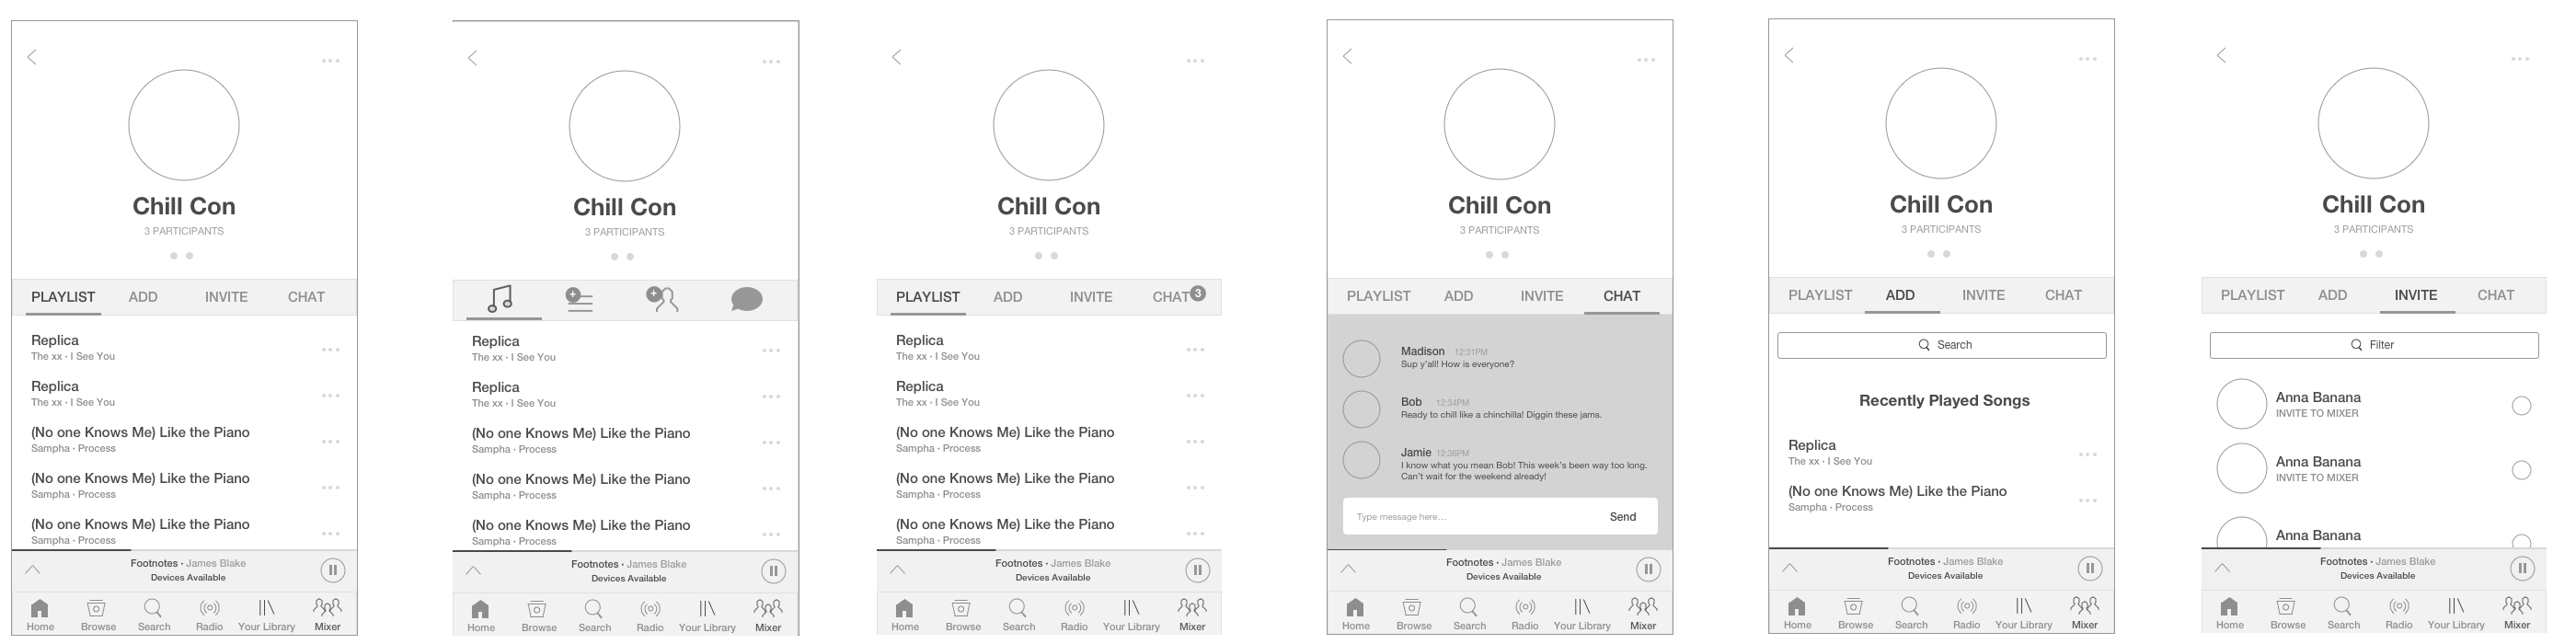 Chill Con
3 PARTICIPANTS
PLAYLIST ADD INVITE CHAT
Replica
The xx · I See You
Replica
The xx · I See You
(No one Knows Me) Like the Piano
Sampha · Process
(No one Knows Me) Like the Piano
Sampha · Process
(No one Knows Me) Like the Piano
Sampha · Process
Footnotes · James Blake
Devices Available
Home Browse Search Radio Your Library Mixer
Chill Con
3 PARTICIPANTS
Replica
The xx · I See You
Replica
The xx · I See You
(No one Knows Me) Like the Piano
Sampha · Process
(No one Knows Me) Like the Piano
Sampha · Process
(No one Knows Me) Like the Piano
Sampha · Process
Footnotes · James Blake
Devices Available
Home Browse Search Radio Your Library Mixer
Chill Con
3 PARTICIPANTS
PLAYLIST ADD INVITE CHAT 3
Replica
The xx · I See You
Replica
The xx · I See You
(No one Knows Me) Like the Piano
Sampha · Process
(No one Knows Me) Like the Piano
Sampha · Process
(No one Knows Me) Like the Piano
Sampha · Process
Footnotes · James Blake
Devices Available
Home Browse Search Radio Your Library Mixer
Chill Con
3 PARTICIPANTS
PLAYLIST ADD INVITE CHAT
Madison 12:31PM
Sup y'all! How is everyone?
Bob 12:34PM
Ready to chill like a chinchilla! Diggin these jams.
Jamie 12:36PM
I know what you mean Bob! This week's been way too long.
Can't wait for the weekend already!
Type message here... Send
Footnotes · James Blake
Devices Available
Home Browse Search Radio Your Library Mixer
Chill Con
3 PARTICIPANTS
PLAYLIST ADD INVITE CHAT
Search
Recently Played Songs
Replica
The xx · I See You
(No one Knows Me) Like the Piano
Sampha · Process
Footnotes · James Blake
Devices Available
Home Browse Search Radio Your Library Mixer
Chill Con
3 PARTICIPANTS
PLAYLIST ADD INVITE CHAT
Filter
Anna Banana
INVITE TO MIXER
Anna Banana
INVITE TO MIXER
Anna Banana
Footnotes · James Blake
Devices Available
Home Browse Search Radio Your Library Mixer